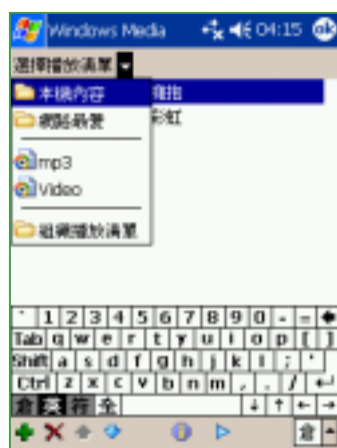 Windows Media 04:15 ok
選擇播放清單
本機內容 擁抱
網路最愛 彩虹
mp3
Video
組織播放清單
` 1 2 3 4 5 6 7 8 9 0 - =
Tab q w e r t y u i o p [ ]
Shift a s d f g h j k l ; '
Ctrl z x c v b n m , . /
倉 英 符 全
倉